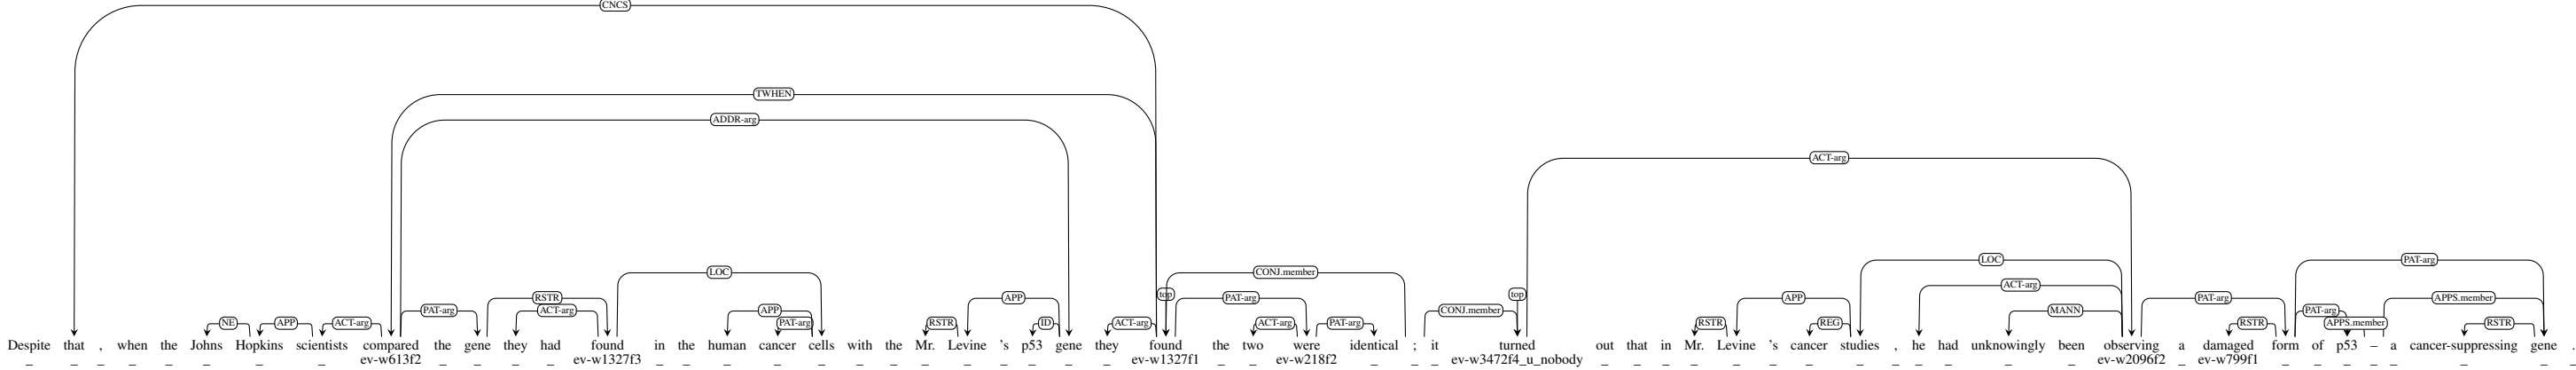 CNCS
TWHEN
ADDR-arg
ACT-arg
LOC CONJ.member LOC PAT-arg
ACT-arg
top top
RSTR APP PAT-arg APP PAT-arg APPS.member
PAT-arg ACT-arg APP CONJ.member MANN PAT-arg
NE APP ACT-arg PAT-arg RSTR ID ACT-arg ACT-arg PAT-arg RSTR REG RSTR APPS.member RSTR
Despite that , when the Johns Hopkins scientists compared the gene they had found in the human cancer cells with the Mr. Levine 's p53 gene they found the two were identical ; it turned out that in Mr. Levine 's cancer studies , he had unknowingly been observing a damaged form of p53 – a cancer-suppressing gene .
_ _ _ _ _ _ _ _ ev-w613f2 _ _ _ _ ev-w1327f3 _ _ _ _ _ _ _ _ _ _ _ _ _ ev-w1327f1 _ _ ev-w218f2 _ _ _ ev-w3472f4_u_nobody _ _ _ _ _ _ _ _ _ _ _ _ _ ev-w2096f2 _ ev-w799f1 _ _ _ _ _ _ _ _